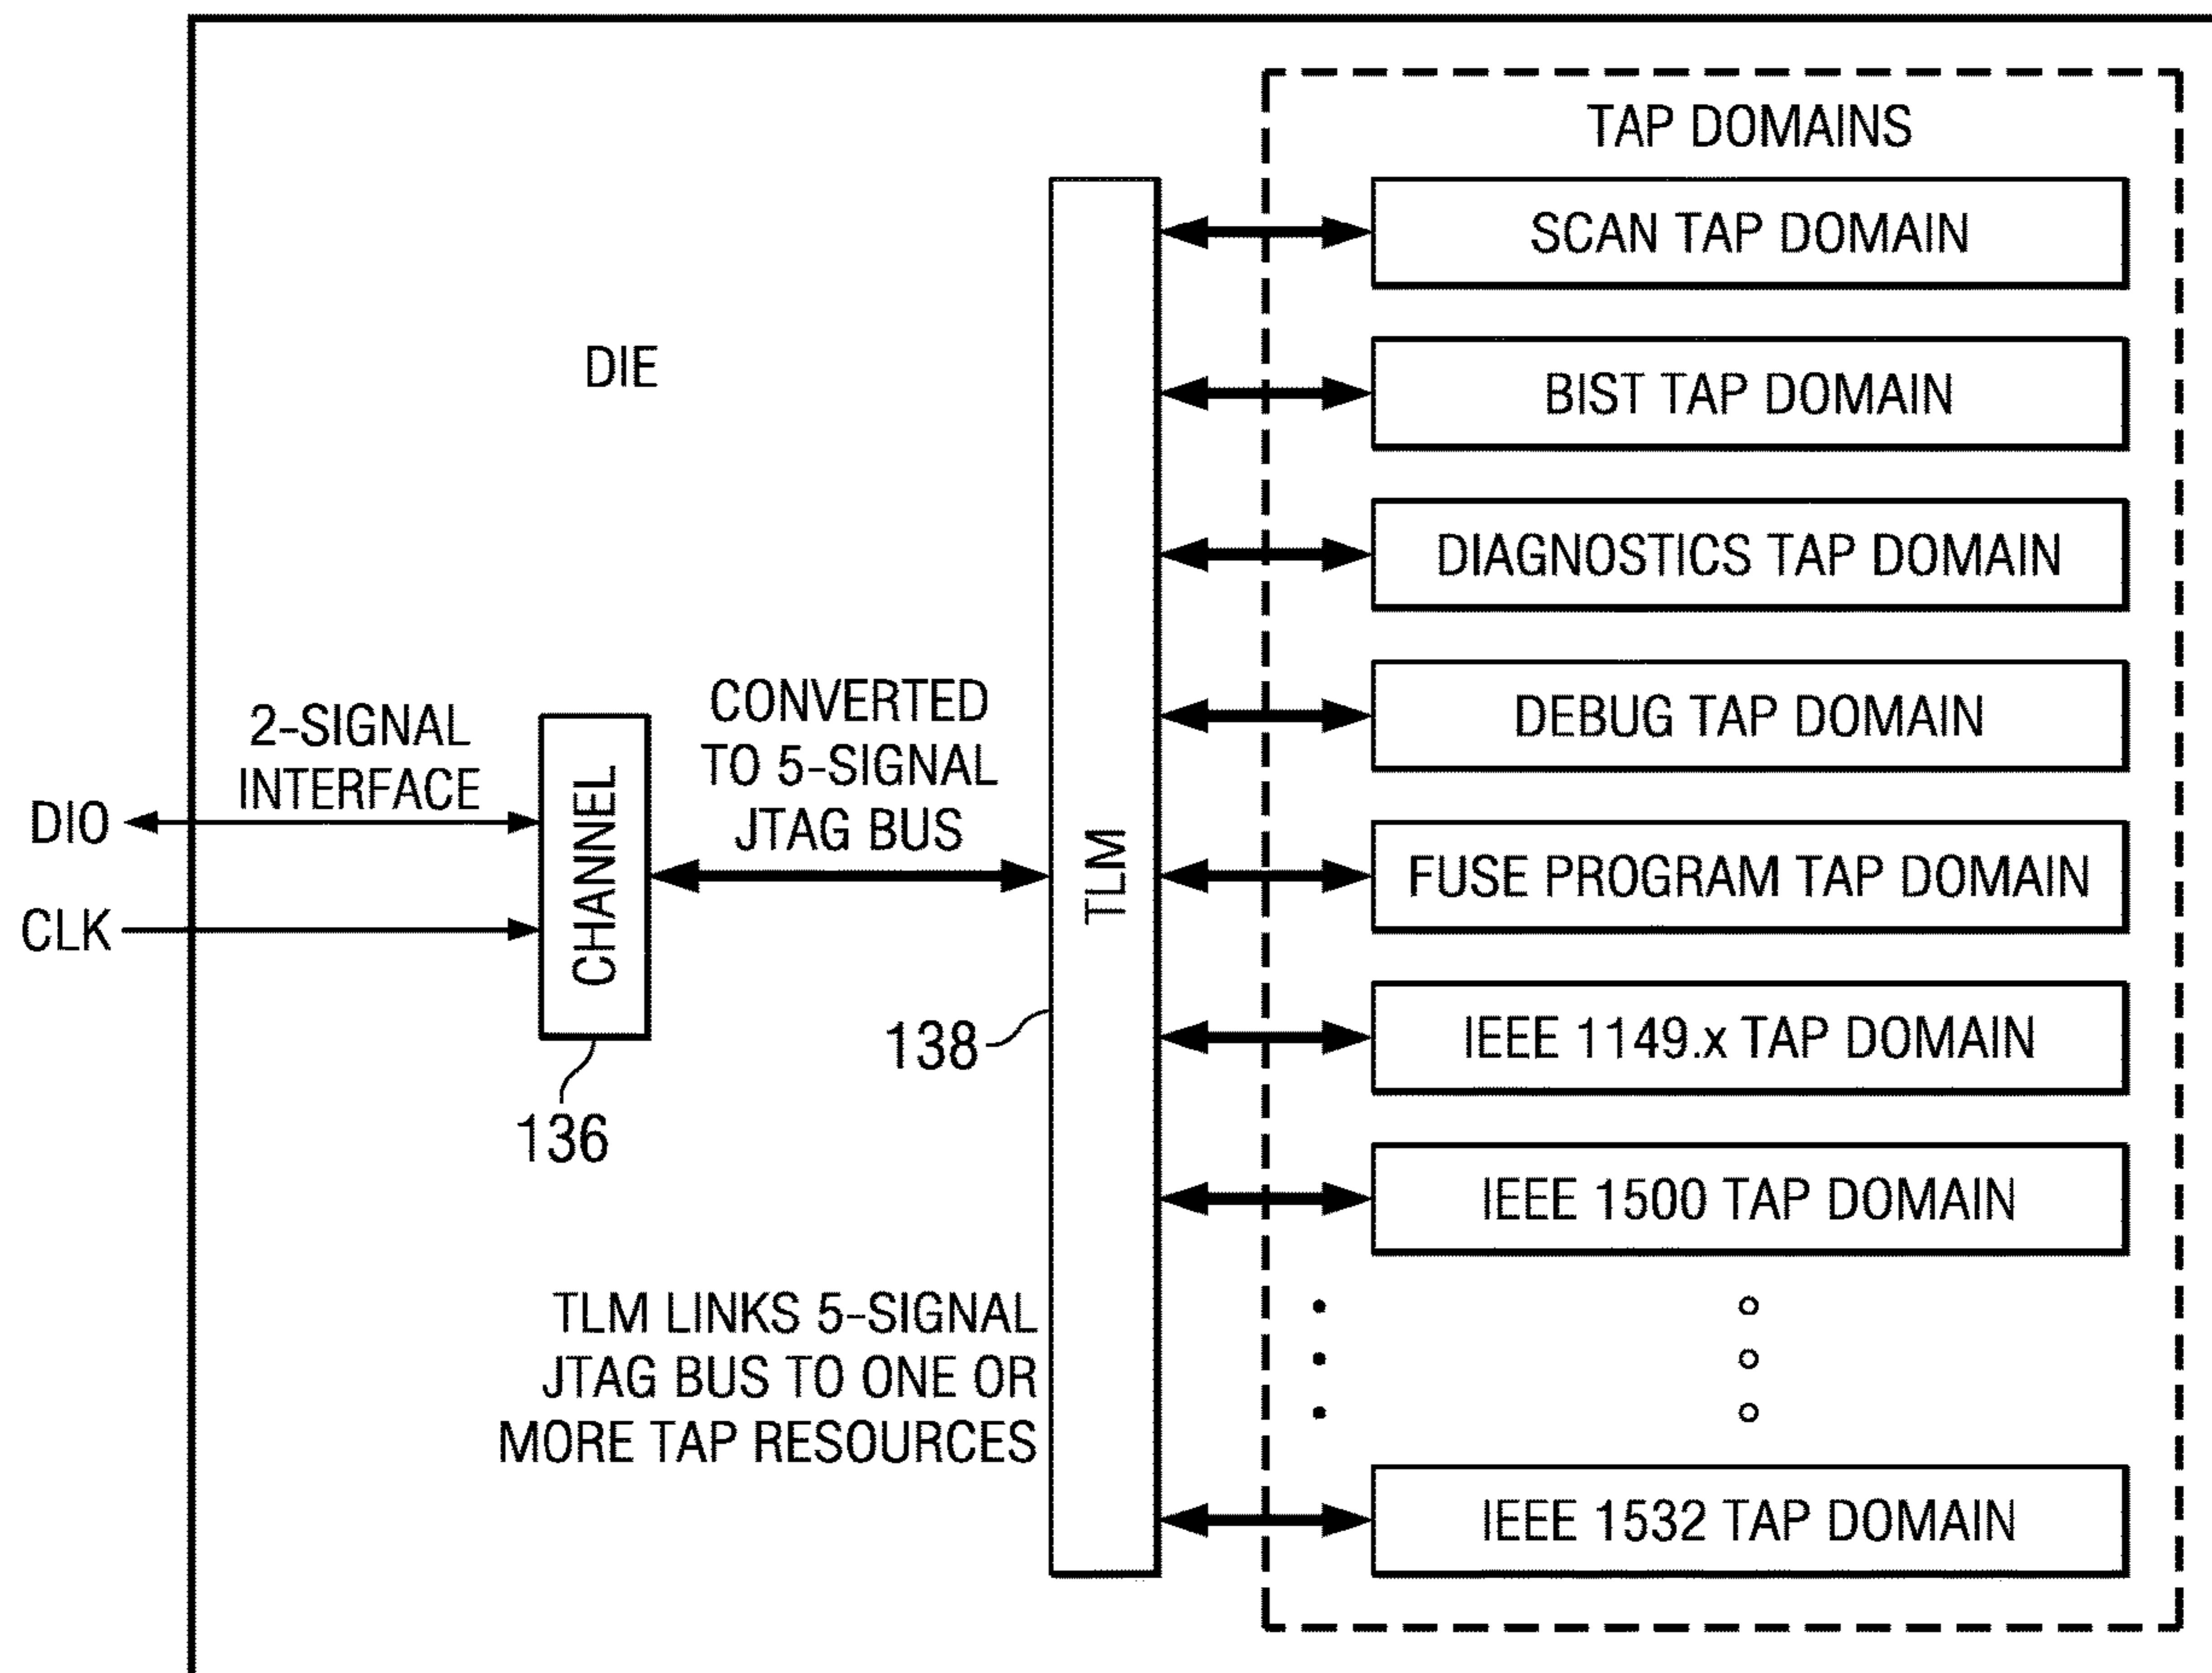 TAP DOMAINS
SCAN TAP DOMAIN
DIE
BIST TAP DOMAIN
DIAGNOSTICS TAP DOMAIN
DEBUG TAP DOMAIN
2-SIGNAL
INTERFACE
DIO
CLK
CHANNEL
136
CONVERTED
TO 5-SIGNAL
JTAG BUS
TLM
138
FUSE PROGRAM TAP DOMAIN
IEEE 1149.x TAP DOMAIN
IEEE 1500 TAP DOMAIN
TLM LINKS 5-SIGNAL
JTAG BUS TO ONE OR
MORE TAP RESOURCES
IEEE 1532 TAP DOMAIN